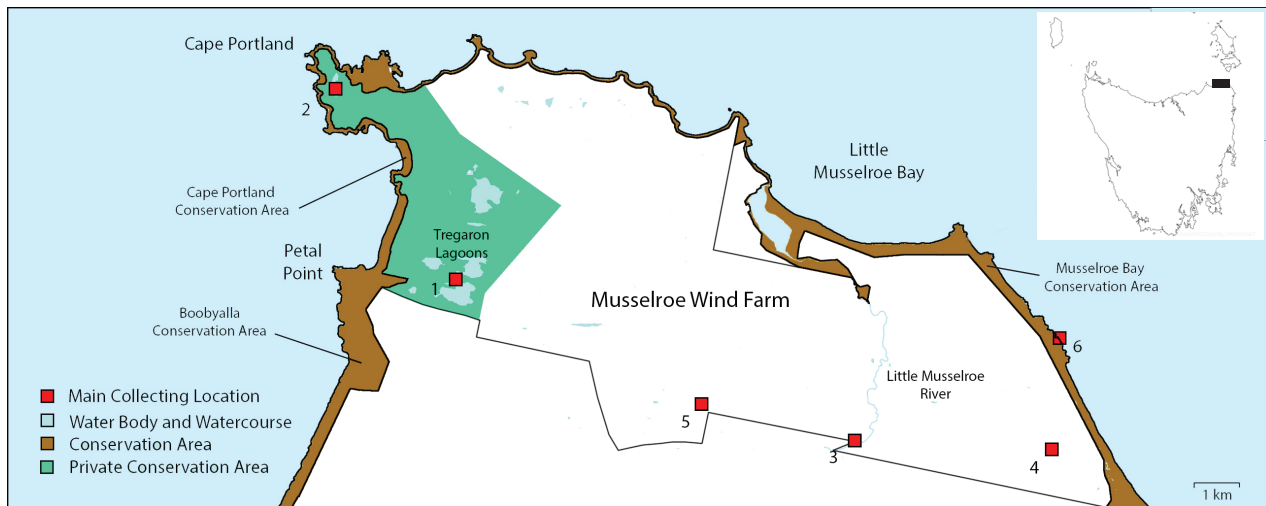 Cape Portland
2
Cape Portland
Conservation Area
Petal
Point
Tregaron
Lagoons
1
Boobyalla
Conservation Area
Little
Musselroe Bay
Musselroe Bay
Conservation Area
6
Musselroe Wind Farm
Little Musselroe
River
5
3
4
Main Collecting Location
Water Body and Watercourse
Conservation Area
Private Conservation Area
1 km